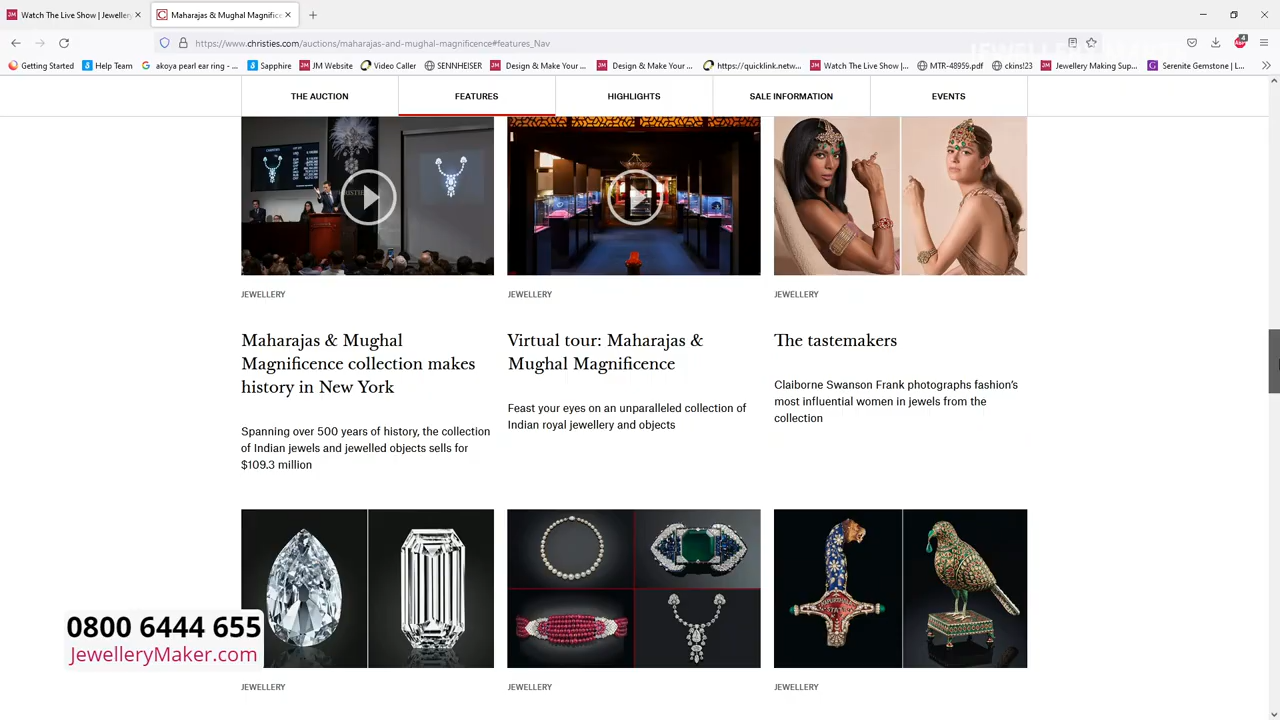 Watch The Live Show | Jeweller
Maharajas & Mughal Magnifice
https://www.christies.com/auctions/maharajas-and-mughal-magnificence#features_Nav
4
Getting Started
Help Team
akoya pearl ear ring - ...
Sapphire
JM Website
Video Caller
SENNHEISER
Design & Make Your ...
Design & Make Your ...
https://quicklink.netw...
Watch The Live Show |...
MTR-48959.pdf
ckins!23
Jewellery Making Sup...
Serenite Gemstone | L...
THE AUCTION
FEATURES
HIGHLIGHTS
SALE INFORMATION
EVENTS
JEWELLERY
JEWELLERY
JEWELLERY
Maharajas & Mughal
Magnificence collection makes
history in New York
Virtual tour: Maharajas &
Mughal Magnificence
The tastemakers
Spanning over 500 years of history, the collection
of Indian jewels and jewelled objects sells for
$109.3 million
Feast your eyes on an unparalleled collection of
Indian royal jewellery and objects
Claiborne Swanson Frank photographs fashion's
most influential women in jewels from the
collection
0800 6444 655
JewelleryMaker.com
JEWELLERY
JEWELLERY
JEWELLERY